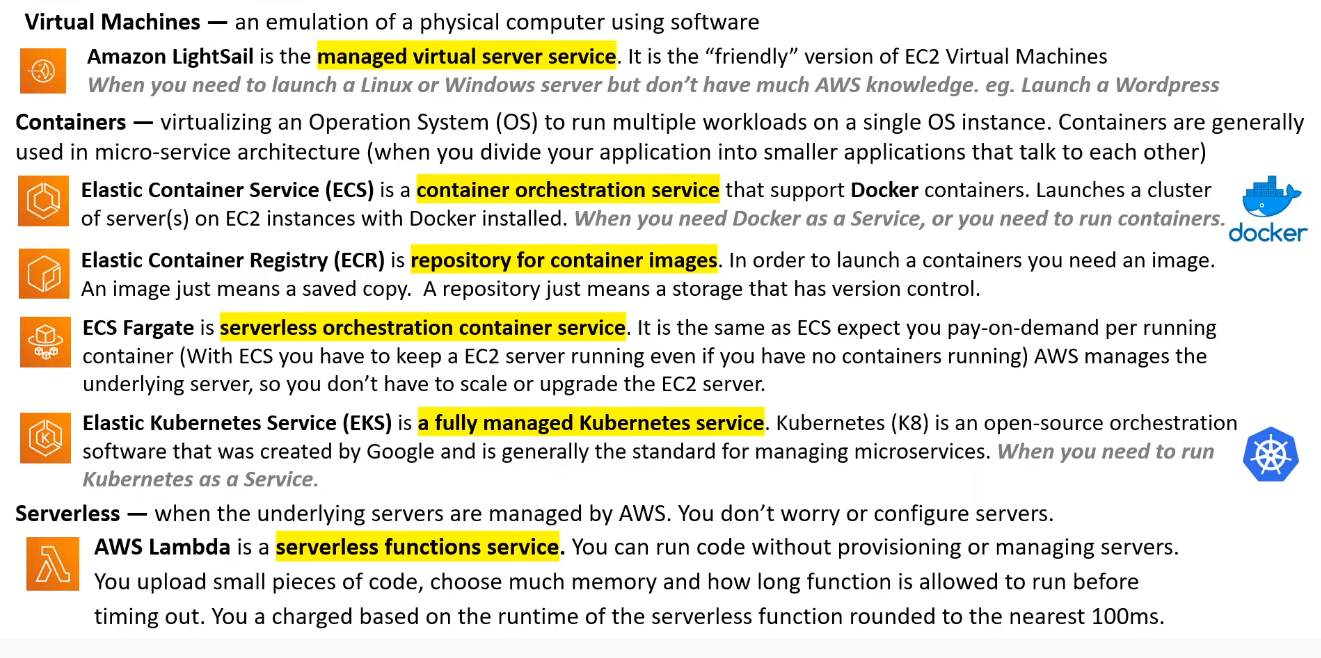 Virtual Machines — an emulation of a physical computer using software
Amazon LightSail is the managed virtual server service. It is the “friendly” version of EC2 Virtual Machines
When you need to launch a Linux or Windows server but don’t have much AWS knowledge. eg. Launch a Wordpress
Containers — virtualizing an Operation System (OS) to run multiple workloads on a single OS instance. Containers are generally
used in micro-service architecture (when you divide your application into smaller applications that talk to each other)
Elastic Container Service (ECS) is a container orchestration service that support Docker containers. Launches a cluster
of server(s) on EC2 instances with Docker installed. When you need Docker as a Service, or you need to run containers.
docker
Elastic Container Registry (ECR) is repository for container images. In order to launch a containers you need an image.
An image just means a saved copy. A repository just means a storage that has version control.
ECS Fargate is serverless orchestration container service. It is the same as ECS expect you pay-on-demand per running
container (With ECS you have to keep a EC2 server running even if you have no containers running) AWS manages the
underlying server, so you don’t have to scale or upgrade the EC2 server.
K
Elastic Kubernetes Service (EKS) is a fully managed Kubernetes service. Kubernetes (K8) is an open-source orchestration
software that was created by Google and is generally the standard for managing microservices. When you need to run
Kubernetes as a Service.
Serverless — when the underlying servers are managed by AWS. You don’t worry or configure servers.
AWS Lambda is a serverless functions service. You can run code without provisioning or managing servers.
You upload small pieces of code, choose much memory and how long function is allowed to run before
timing out. You a charged based on the runtime of the serverless function rounded to the nearest 100ms.